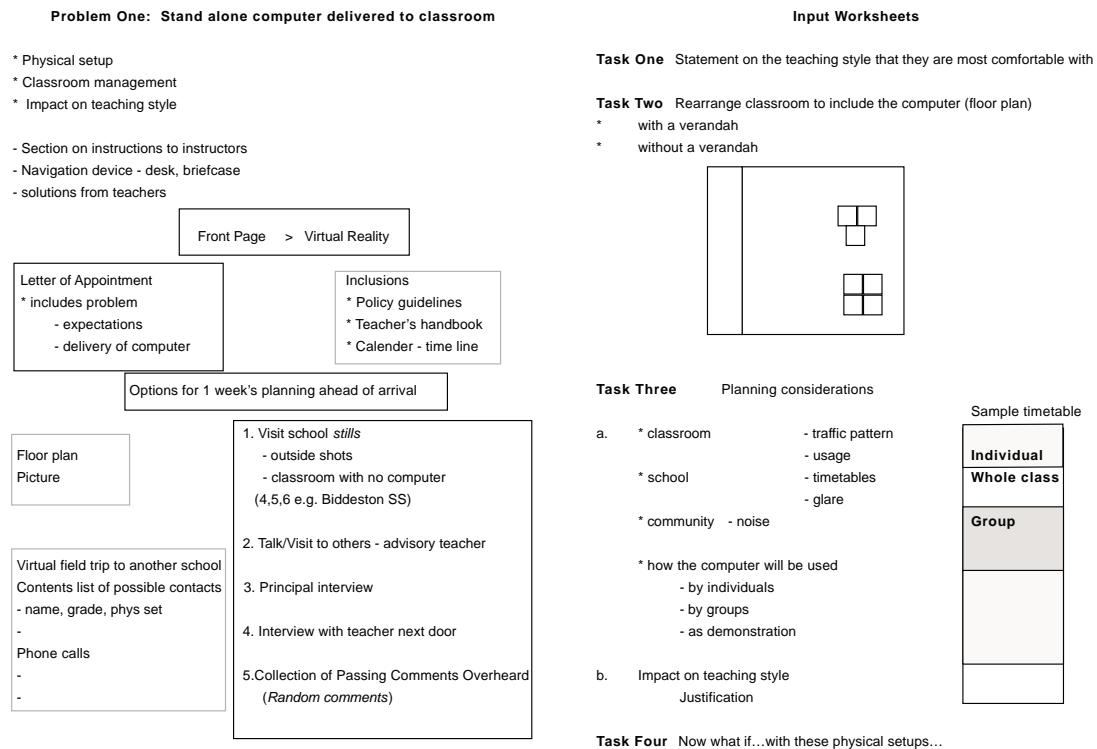 Problem One:  Stand alone computer delivered to classroom
* Physical setup
* Classroom management
*  Impact on teaching style
- Section on instructions to instructors
- Navigation device - desk, briefcase
- solutions from teachers
Front Page     >   Virtual Reality
Letter of Appointment
* includes problem
- expectations
- delivery of computer
Inclusions
* Policy guidelines
* Teacher's handbook
* Calender - time line
Options for 1 week's planning ahead of arrival
Floor plan
Picture
1. Visit school stills
- outside shots
- classroom with no computer
(4,5,6 e.g. Biddeston SS)
2. Talk/Visit to others - advisory teacher
3. Principal interview
4. Interview with teacher next door
5.Collection of Passing Comments Overheard
(Random comments)
Virtual field trip to another school
Contents list of possible contacts
- name, grade, phys set
-
Phone calls
-
-
Input Worksheets
Task One   Statement on the teaching style that they are most comfortable with
Task Two   Rearrange classroom to include the computer (floor plan)
*          with a verandah
*          without a verandah
Task Three          Planning considerations
a.        * classroom                    - traffic pattern
- usage
* school                         - timetables
- glare
* community   - noise
* how the computer will be used
- by individuals
- by groups
- as demonstration
b.        Impact on teaching style
Justification
Sample timetable
Individual
Whole class
Group
Task Four   Now what if…with these physical setups…